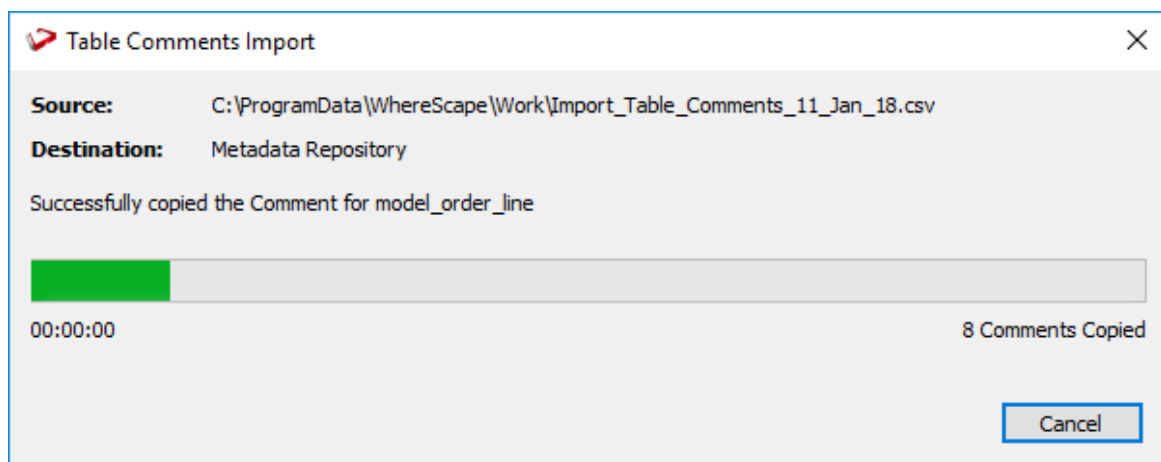 Table Comments Import
Source: C:\ProgramData\WhereScape\Work\Import_Table_Comments_11_Jan_18.csv
Destination: Metadata Repository
Successfully copied the Comment for model_order_line
00:00:00 8 Comments Copied
Cancel